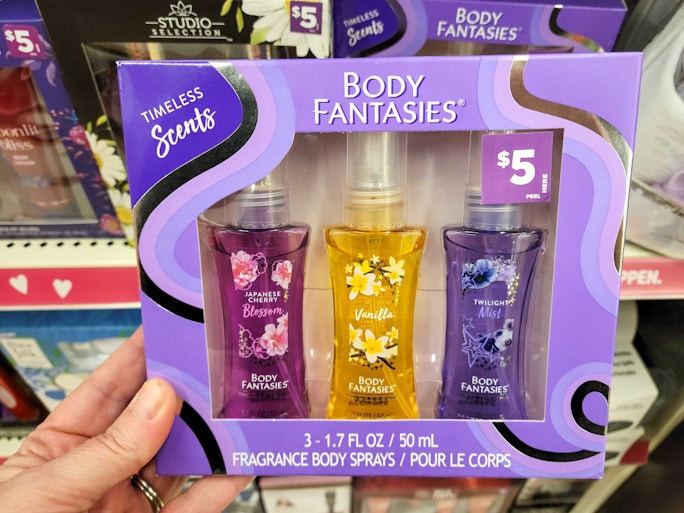 $5
STUDIO
SELECTION
$5
TIMELESS
Scents
BODY
FANTASIES
TIMELESS
Scents
BODY
FANTASIES®
$5
PEEL HERE
JAPANESE
CHERRY
Blossom
BODY
FANTASIES
Vanilla
BODY
FANTASIES
TWILIGHT
Mist
BODY
FANTASIES
3 - 1.7 FL OZ / 50 mL
FRAGRANCE BODY SPRAYS / POUR LE CORPS
PPEN.